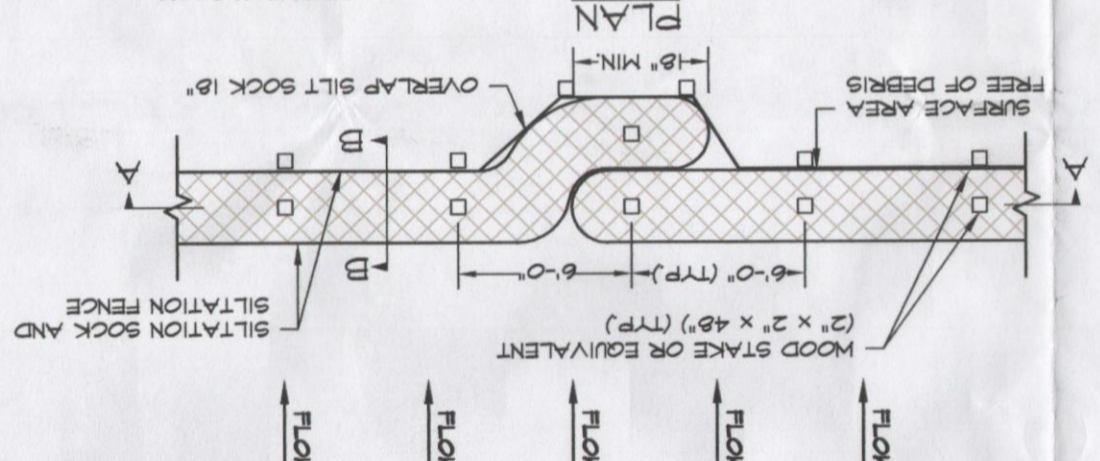 FLOW
FLOW
FLOW
FLOW
FLOW
WOOD STAKE OR EQUIVALENT
(2" x 2" x 48") (TYP.)
SILTATION SOCK AND
SILTATION FENCE
6'-0" (TYP.)
6'-0"
B
A
A
B
SURFACE AREA
FREE OF DEBRIS
OVERLAP SILT SOCK 18"
18" MIN.
PLAN